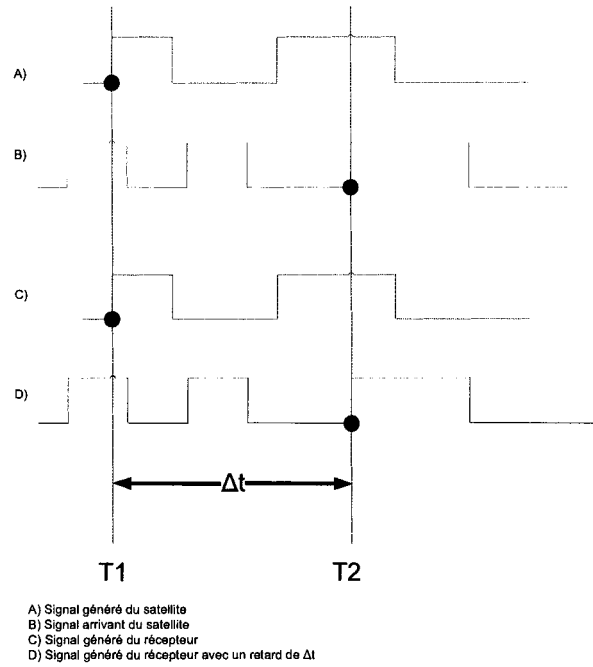 A)
B)
C)
D)
Δt
T1 T2
A) Signal généré du satellite
B) Signal arrivant du satellite
C) Signal généré du récepteur
D) Signal généré du récepteur avec un retard de Δt